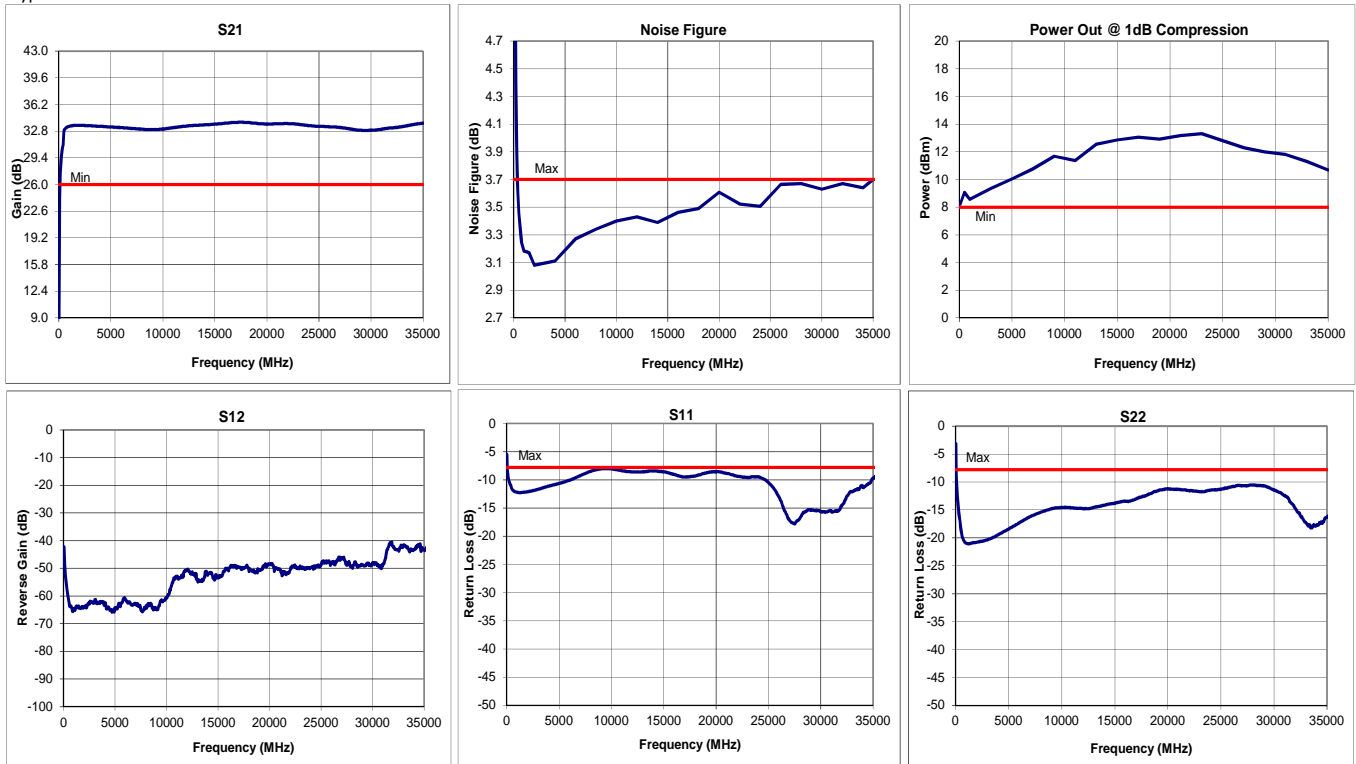 S21
43.0
39.6
36.2
32.8
29.4
26.0
22.6
19.2
15.8
12.4
9.0
Gain (dB)
Min
0 5000 10000 15000 20000 25000 30000 35000
Frequency (MHz)
Noise Figure
4.7
4.5
4.3
4.1
3.9
3.7
3.5
3.3
3.1
2.9
2.7
Noise Figure (dB)
Max
0 5000 10000 15000 20000 25000 30000 35000
Frequency (MHz)
Power Out @ 1dB Compression
20
18
16
14
12
10
8
6
4
2
0
Power (dBm)
Min
0 5000 10000 15000 20000 25000 30000 35000
Frequency (MHz)
S12
0
-10
-20
-30
-40
-50
-60
-70
-80
-90
-100
Reverse Gain (dB)
0 5000 10000 15000 20000 25000 30000 35000
Frequency (MHz)
S11
0
-5
-10
-15
-20
-25
-30
-35
-40
-45
-50
Return Loss (dB)
Max
0 5000 10000 15000 20000 25000 30000 35000
Frequency (MHz)
S22
0
-5
-10
-15
-20
-25
-30
-35
-40
-45
-50
Return Loss (dB)
Max
0 5000 10000 15000 20000 25000 30000 35000
Frequency (MHz)